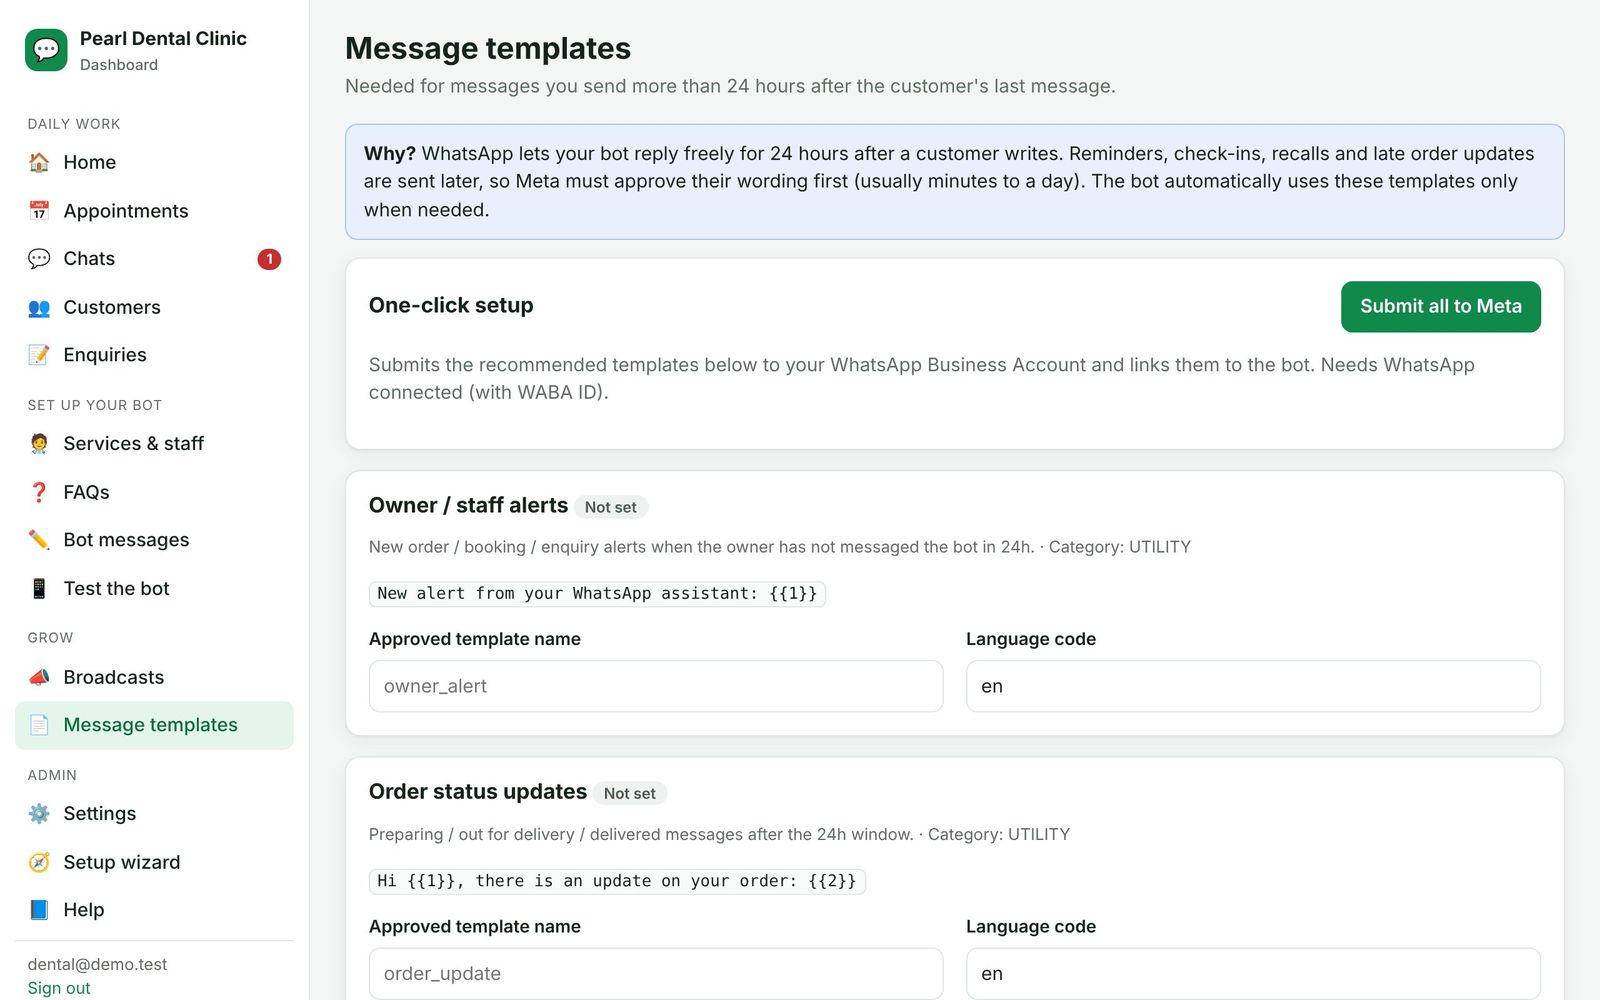 Pearl Dental Clinic
Dashboard
DAILY WORK
Home
Appointments
Chats
1
Customers
Enquiries
SET UP YOUR BOT
Services & staff
FAQs
Bot messages
Test the bot
GROW
Broadcasts
Message templates
ADMIN
Settings
Setup wizard
Help
dental@demo.test
Sign out
Message templates
Needed for messages you send more than 24 hours after the customer's last message.
Why? WhatsApp lets your bot reply freely for 24 hours after a customer writes. Reminders, check-ins, recalls and late order updates
are sent later, so Meta must approve their wording first (usually minutes to a day). The bot automatically uses these templates only
when needed.
One-click setup
Submit all to Meta
Submits the recommended templates below to your WhatsApp Business Account and links them to the bot. Needs WhatsApp
connected (with WABA ID).
Owner / staff alerts Not set
New order / booking / enquiry alerts when the owner has not messaged the bot in 24h. · Category: UTILITY
New alert from your WhatsApp assistant: {{1}}
Approved template name
Language code
owner_alert
en
Order status updates Not set
Preparing / out for delivery / delivered messages after the 24h window. · Category: UTILITY
Hi {{1}}, there is an update on your order: {{2}}
Approved template name
Language code
order_update
en